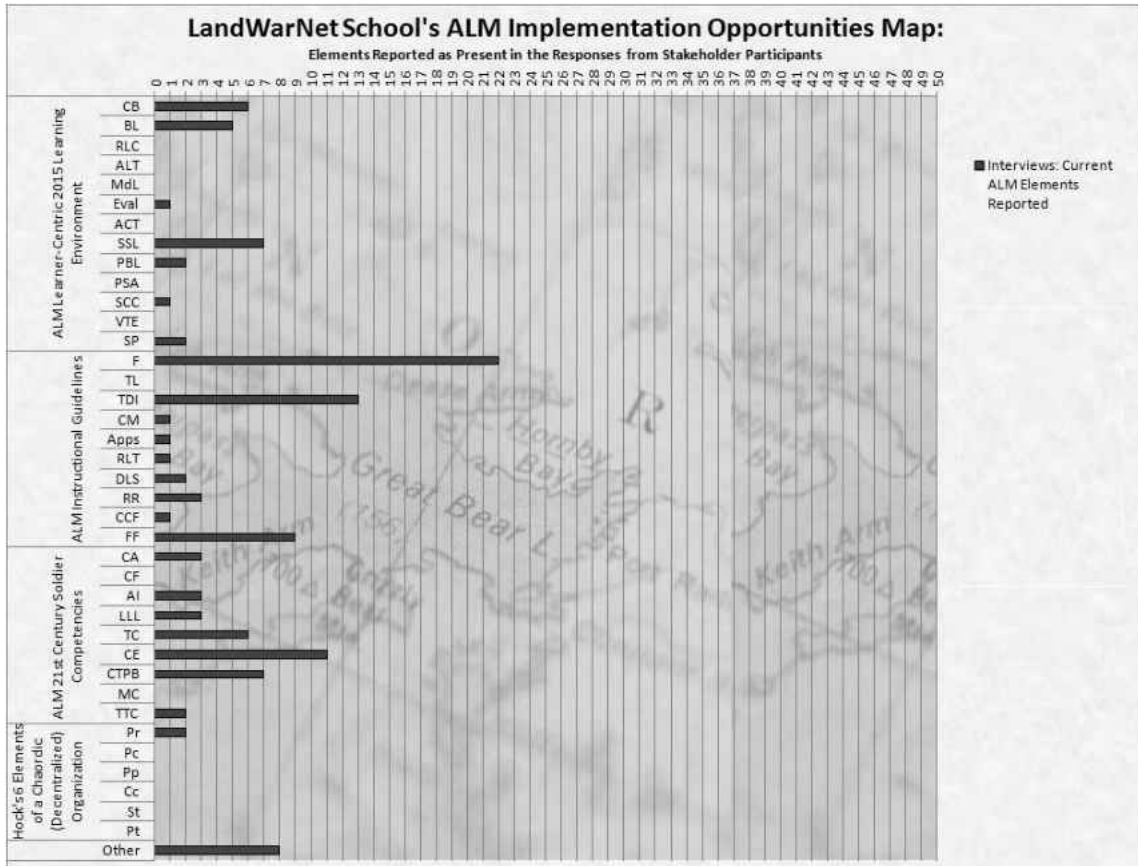 LandWarNet School's ALM Implementation Opportunities Map:
Elements Reported as Present in the Responses from Stakeholder Participants
0 1 2 3 4 5 6 7 8 9 10 11 12 13 14 15 16 17 18 19 20 21 22 23 24 25 26 27 28 29 30 31 32 33 34 35 36 37 38 39 40 41 42 43 44 45 46 47 48 49 50
ALM Learner-Centric 2015 Learning
Environment
CB
BL
RLC
ALT
MdL
Eval
ACT
SSL
PBL
PSA
SCC
VTE
SP
ALM Instructional Guidelines
F
TL
TDI
CM
Apps
RLT
DLS
RR
CCF
FF
ALM 21st Century Soldier
Competencies
CA
CF
AI
LLL
TC
CE
CTPB
MC
TTC
Hock's 6 Elements
of a Chaordic
(Decentralized)
Organization
Pr
Pc
Pp
Cc
St
Pt
Other
Interviews: Current
ALM Elements
Reported
R
Hornby
Bay
Bay
Bay
Great Bear L.
(156)
Keith Arm
700
Keith Arm
700